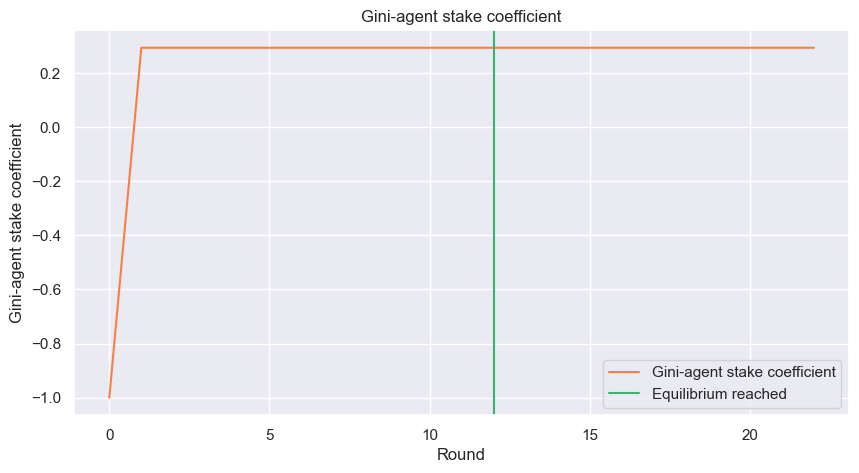 Gini-agent stake coefficient
Gini-agent stake coefficient
0.2
0.0
−0.2
−0.4
−0.6
−0.8
−1.0
Gini-agent stake coefficient
Equilibrium reached
0
5
10
15
20
Round